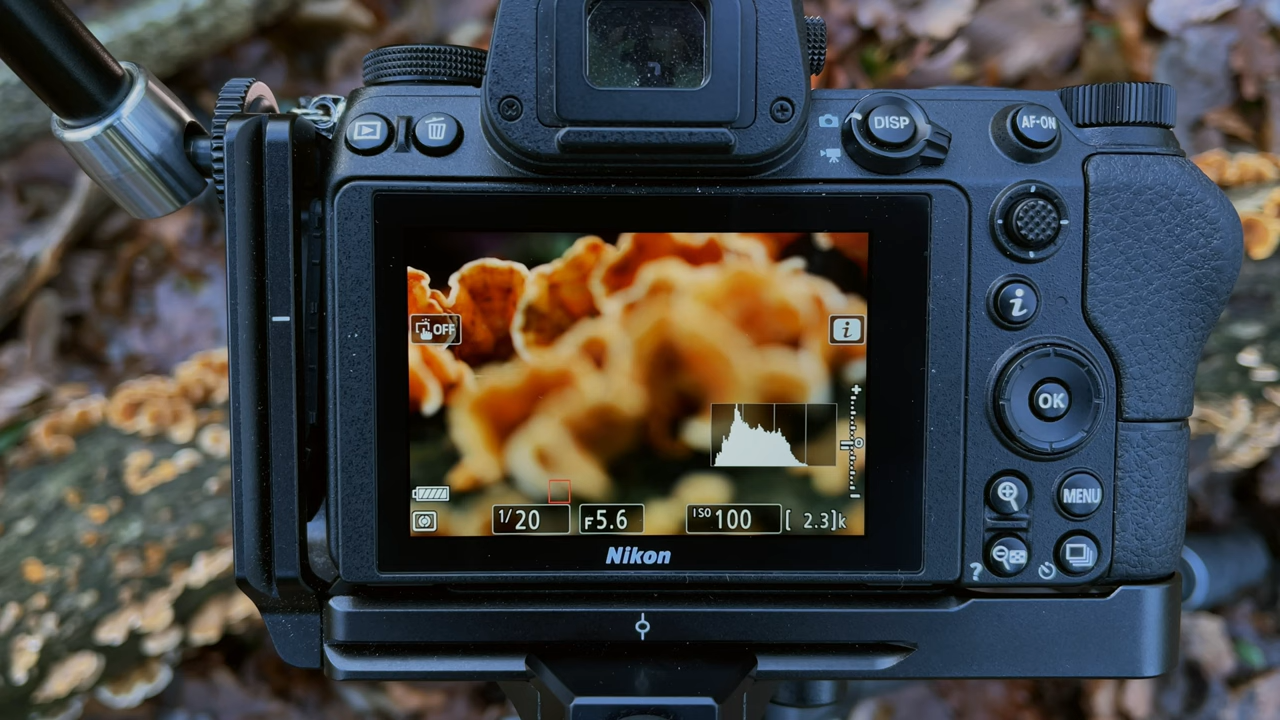 DISP
AF-ON
OFF
i
i
OK
1/20
F5.6
ISO 100
[ 2.3]k
MENU
Nikon
?